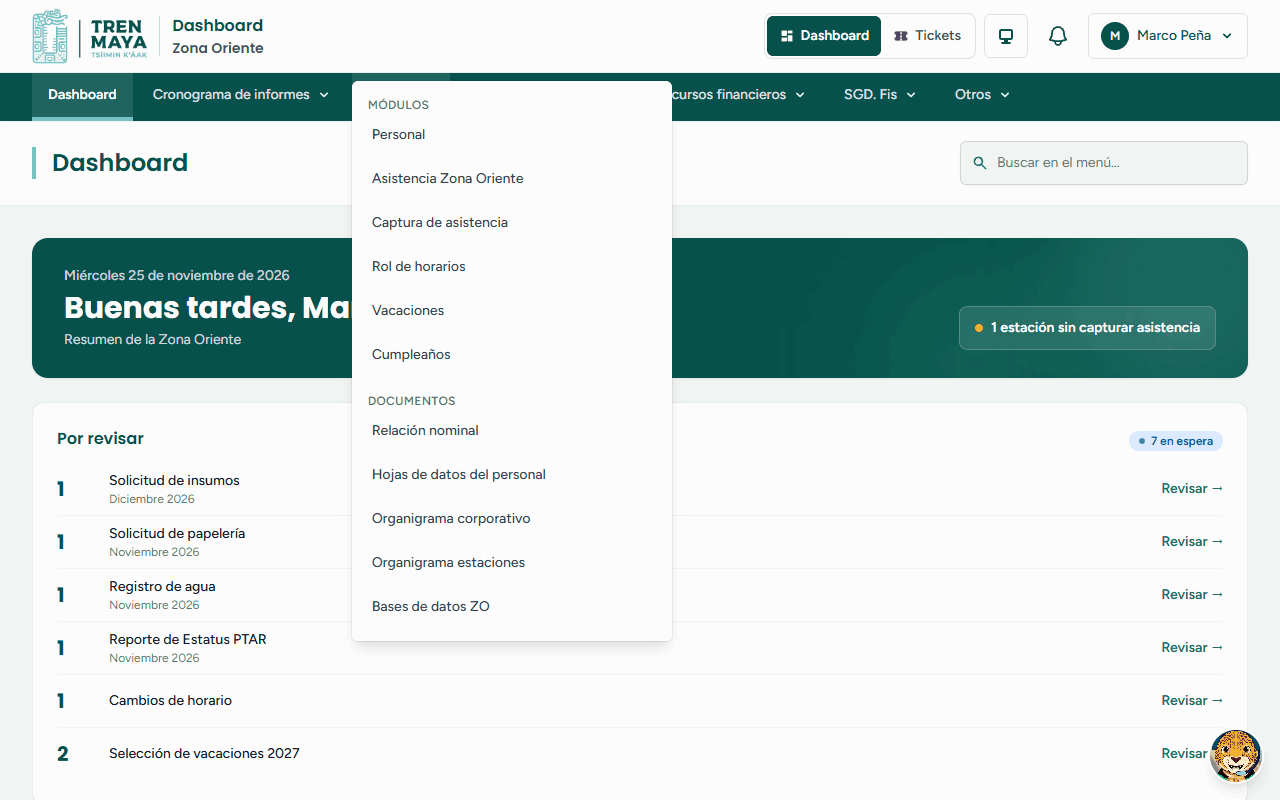 TREN
MAYA
TSÍIMIN K'ÁAK
Dashboard
Zona Oriente
Dashboard
Tickets
M
Marco Peña
Dashboard
Cronograma de informes
cursos financieros
SGD. Fis
Otros
MÓDULOS
Personal
Asistencia Zona Oriente
Captura de asistencia
Rol de horarios
Vacaciones
Cumpleaños
DOCUMENTOS
Relación nominal
Hojas de datos del personal
Organigrama corporativo
Organigrama estaciones
Bases de datos ZO
Dashboard
Buscar en el menú...
Miércoles 25 de noviembre de 2026
Buenas tardes, Mar
Resumen de la Zona Oriente
1 estación sin capturar asistencia
Por revisar
7 en espera
1 Solicitud de insumos
Diciembre 2026
Revisar →
1 Solicitud de papelería
Noviembre 2026
Revisar →
1 Registro de agua
Noviembre 2026
Revisar →
1 Reporte de Estatus PTAR
Noviembre 2026
Revisar →
1 Cambios de horario
Revisar →
2 Selección de vacaciones 2027
Revisar